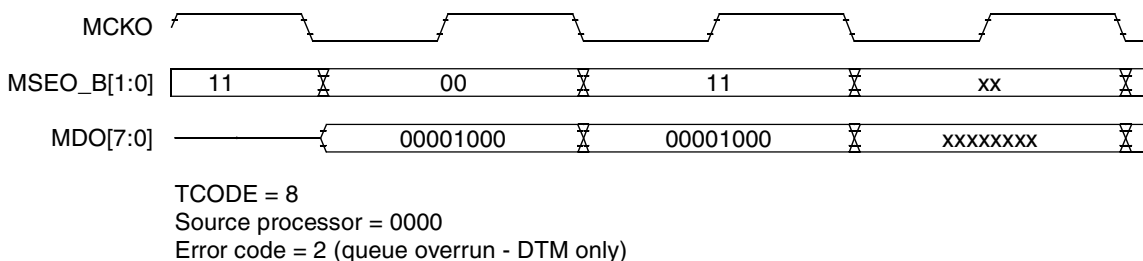 MCKO
MSEO_B[1:0] 11 00 11 xx
MDO[7:0] 00001000 00001000 xxxxxxxx
TCODE = 8
Source processor = 0000
Error code = 2 (queue overrun - DTM only)